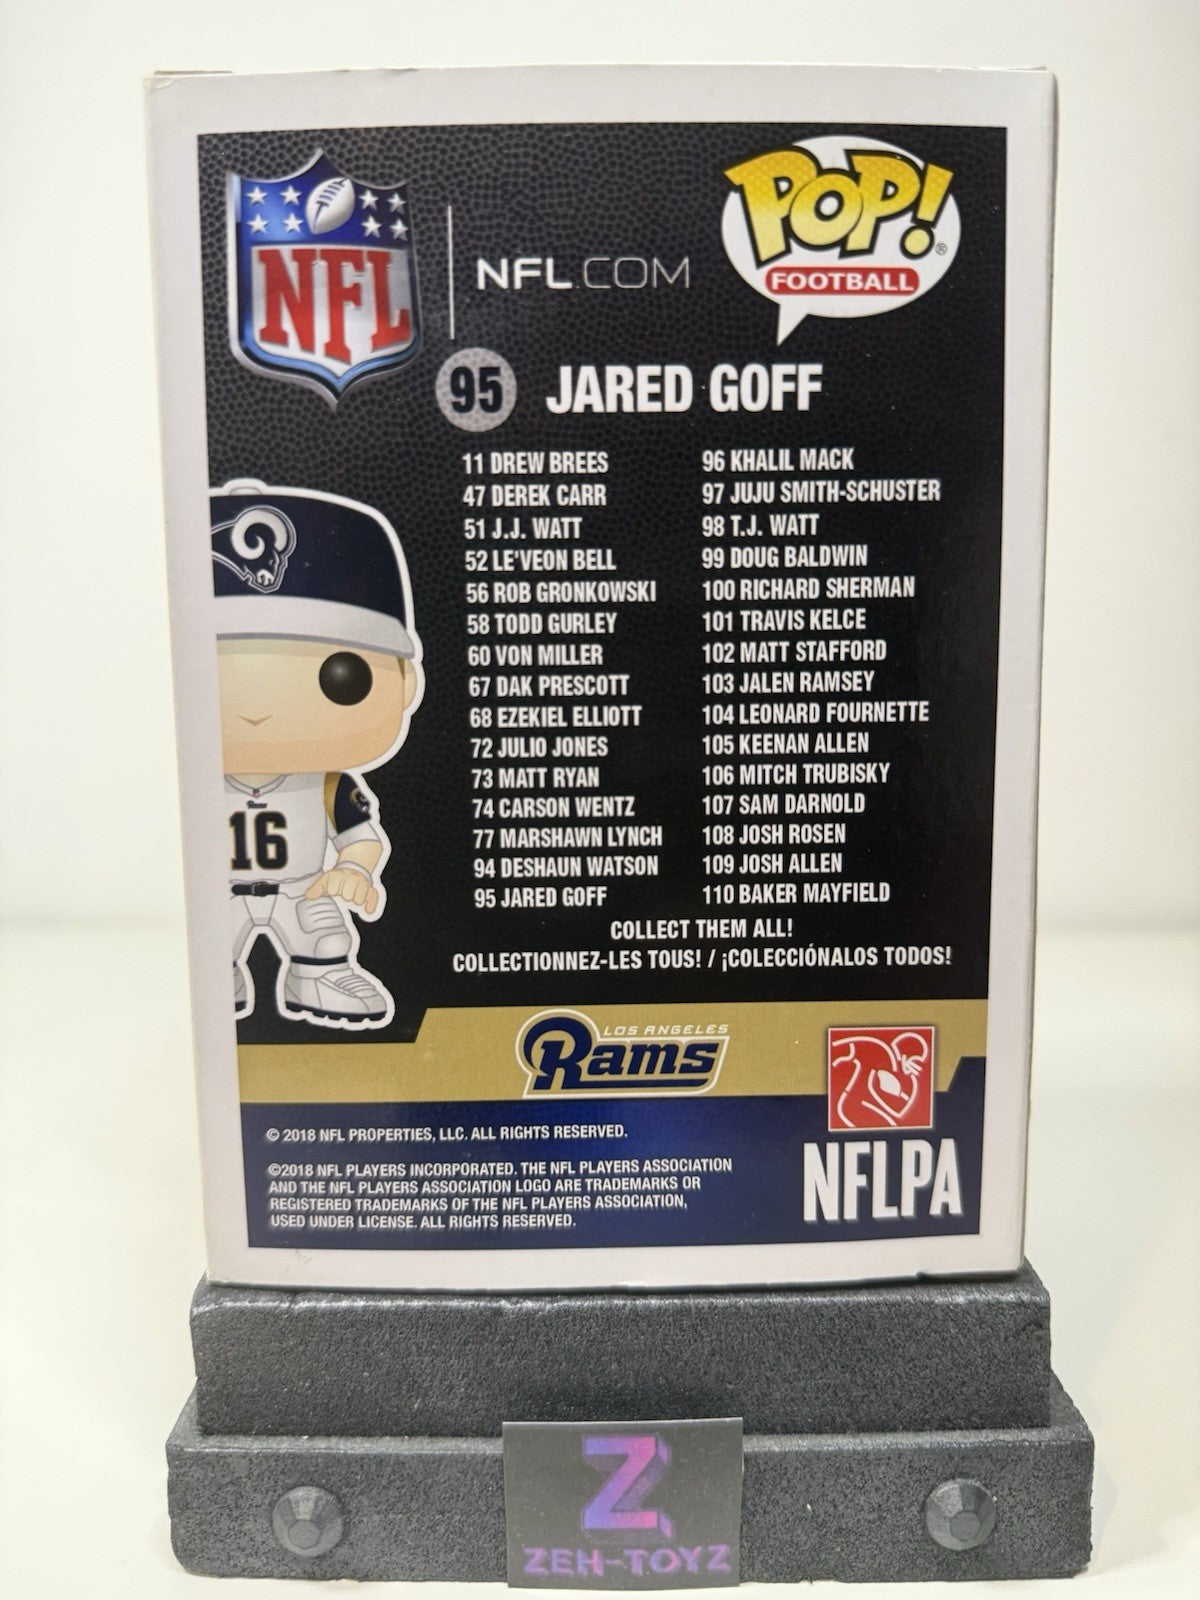 NFL
NFL.COM
POP!
®
FOOTBALL
95 JARED GOFF
11 DREW BREES
47 DEREK CARR
51 J.J. WATT
52 LE'VEON BELL
56 ROB GRONKOWSKI
58 TODD GURLEY
60 VON MILLER
67 DAK PRESCOTT
68 EZEKIEL ELLIOTT
72 JULIO JONES
73 MATT RYAN
74 CARSON WENTZ
77 MARSHAWN LYNCH
94 DESHAUN WATSON
95 JARED GOFF
96 KHALIL MACK
97 JUJU SMITH-SCHUSTER
98 T.J. WATT
99 DOUG BALDWIN
100 RICHARD SHERMAN
101 TRAVIS KELCE
102 MATT STAFFORD
103 JALEN RAMSEY
104 LEONARD FOURNETTE
105 KEENAN ALLEN
106 MITCH TRUBISKY
107 SAM DARNOLD
108 JOSH ROSEN
109 JOSH ALLEN
110 BAKER MAYFIELD
COLLECT THEM ALL!
COLLECTIONNEZ-LES TOUS! / ¡COLECCIÓNALOS TODOS!
Rams
16
LOS ANGELES
Rams
© 2018 NFL PROPERTIES, LLC. ALL RIGHTS RESERVED.
©2018 NFL PLAYERS INCORPORATED. THE NFL PLAYERS ASSOCIATION
AND THE NFL PLAYERS ASSOCIATION LOGO ARE TRADEMARKS OR
REGISTERED TRADEMARKS OF THE NFL PLAYERS ASSOCIATION,
USED UNDER LICENSE. ALL RIGHTS RESERVED.
NFLPA
Z
ZEH-TOYZ